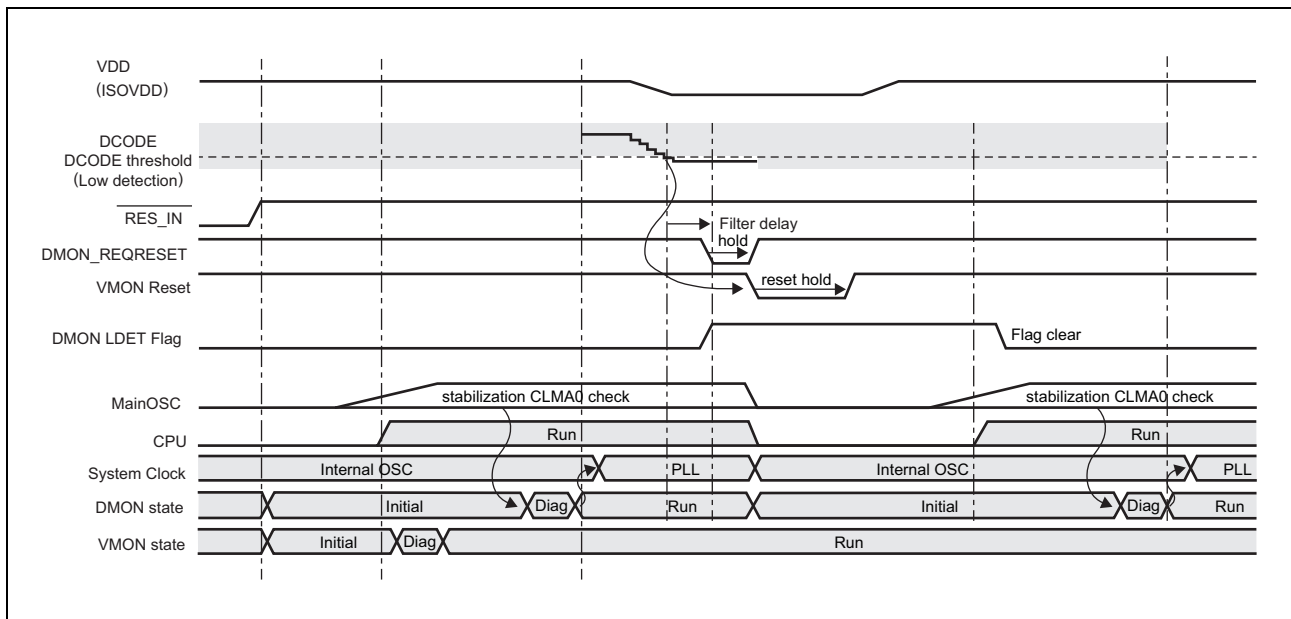 VDD
(ISOVDD)
DCODE
DCODE threshold
(Low detection)
RES_IN
Filter delay
hold
DMON_REQRESET
VMON Reset
reset hold
DMON LDET Flag
Flag clear
MainOSC
stabilization CLMA0 check
stabilization CLMA0 check
CPU
Run
Run
System Clock
Internal OSC
PLL
Internal OSC
PLL
DMON state
Initial
Diag
Run
Initial
Diag
Run
VMON state
Initial
Diag
Run